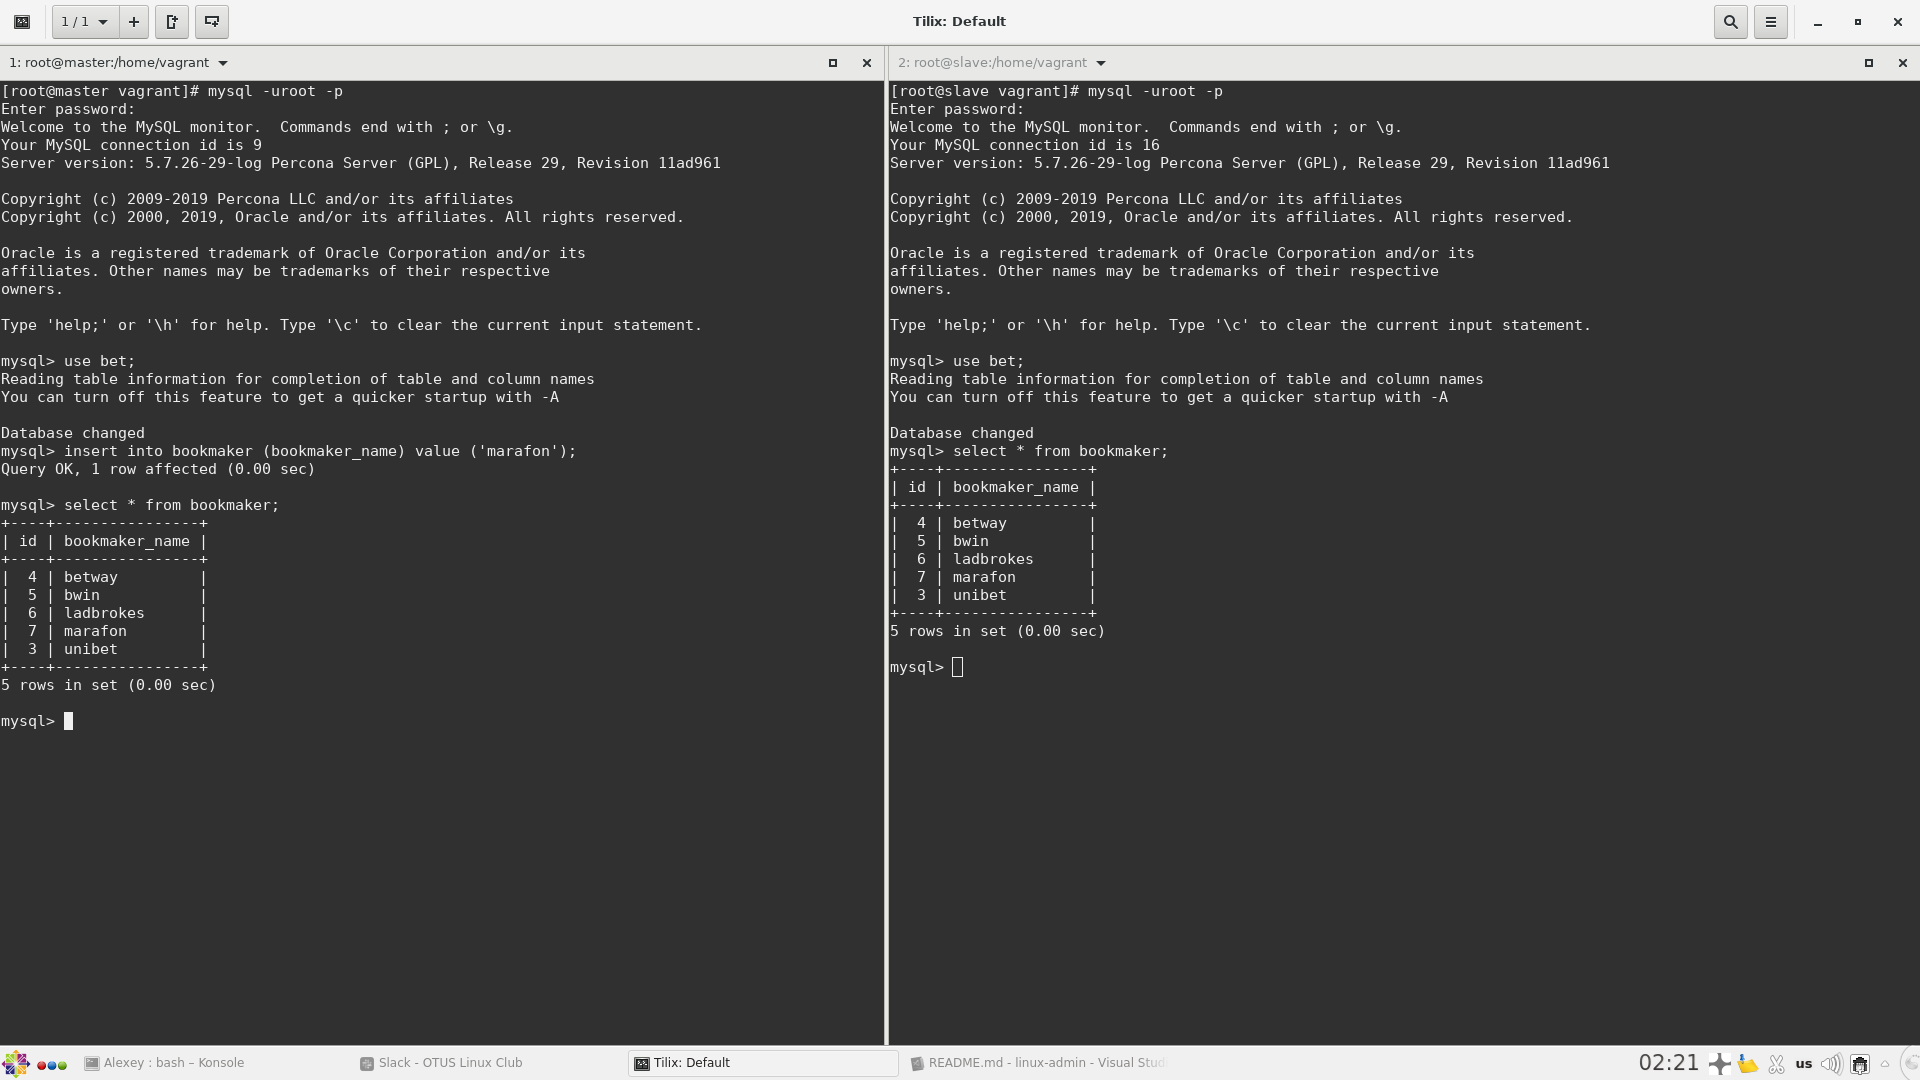 1 / 1
Tilix: Default
1: root@master:/home/vagrant
[root@master vagrant]# mysql -uroot -p
Enter password:
Welcome to the MySQL monitor.  Commands end with ; or \g.
Your MySQL connection id is 9
Server version: 5.7.26-29-log Percona Server (GPL), Release 29, Revision 11ad961
Copyright (c) 2009-2019 Percona LLC and/or its affiliates
Copyright (c) 2000, 2019, Oracle and/or its affiliates. All rights reserved.
Oracle is a registered trademark of Oracle Corporation and/or its
affiliates. Other names may be trademarks of their respective
owners.
Type 'help;' or '\h' for help. Type '\c' to clear the current input statement.
mysql> use bet;
Reading table information for completion of table and column names
You can turn off this feature to get a quicker startup with -A
Database changed
mysql> insert into bookmaker (bookmaker_name) value ('marafon');
Query OK, 1 row affected (0.00 sec)
mysql> select * from bookmaker;
+----+----------------+
| id | bookmaker_name |
+----+----------------+
|  4 | betway         |
|  5 | bwin           |
|  6 | ladbrokes      |
|  7 | marafon        |
|  3 | unibet         |
+----+----------------+
5 rows in set (0.00 sec)
mysql>
2: root@slave:/home/vagrant
[root@slave vagrant]# mysql -uroot -p
Enter password:
Welcome to the MySQL monitor.  Commands end with ; or \g.
Your MySQL connection id is 16
Server version: 5.7.26-29-log Percona Server (GPL), Release 29, Revision 11ad961
Copyright (c) 2009-2019 Percona LLC and/or its affiliates
Copyright (c) 2000, 2019, Oracle and/or its affiliates. All rights reserved.
Oracle is a registered trademark of Oracle Corporation and/or its
affiliates. Other names may be trademarks of their respective
owners.
Type 'help;' or '\h' for help. Type '\c' to clear the current input statement.
mysql> use bet;
Reading table information for completion of table and column names
You can turn off this feature to get a quicker startup with -A
Database changed
mysql> select * from bookmaker;
+----+----------------+
| id | bookmaker_name |
+----+----------------+
|  4 | betway         |
|  5 | bwin           |
|  6 | ladbrokes      |
|  7 | marafon        |
|  3 | unibet         |
+----+----------------+
5 rows in set (0.00 sec)
mysql>
Alexey : bash – Konsole
Slack - OTUS Linux Club
Tilix: Default
README.md - linux-admin - Visual Stud
02:21
us